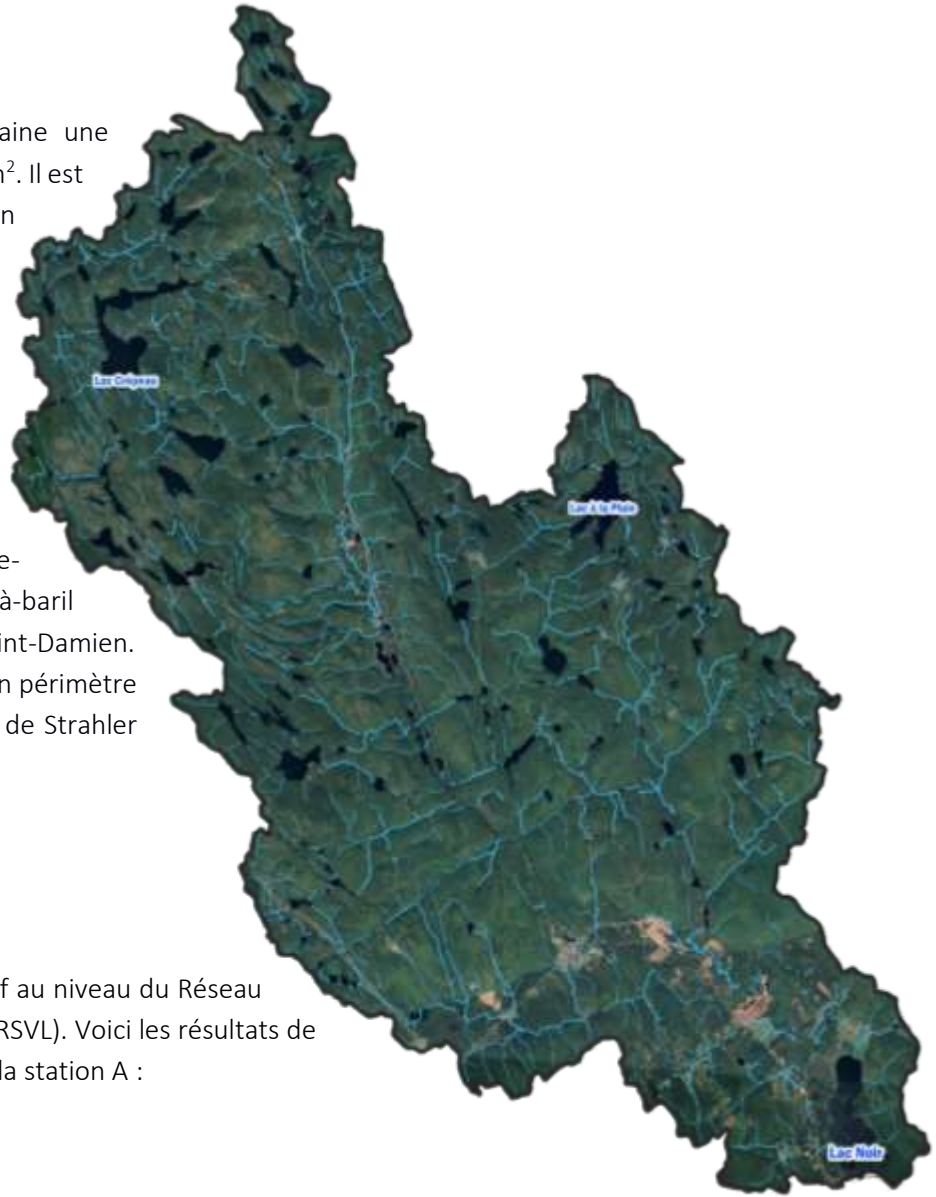 aine une
n². Il est
n
Lac Crépeau
Lac à la Pluie
e-
à-baril
int-Damien.
n périmètre
de Strahler
f au niveau du Réseau
RSVL). Voici les résultats de
la station A :
Lac Noir